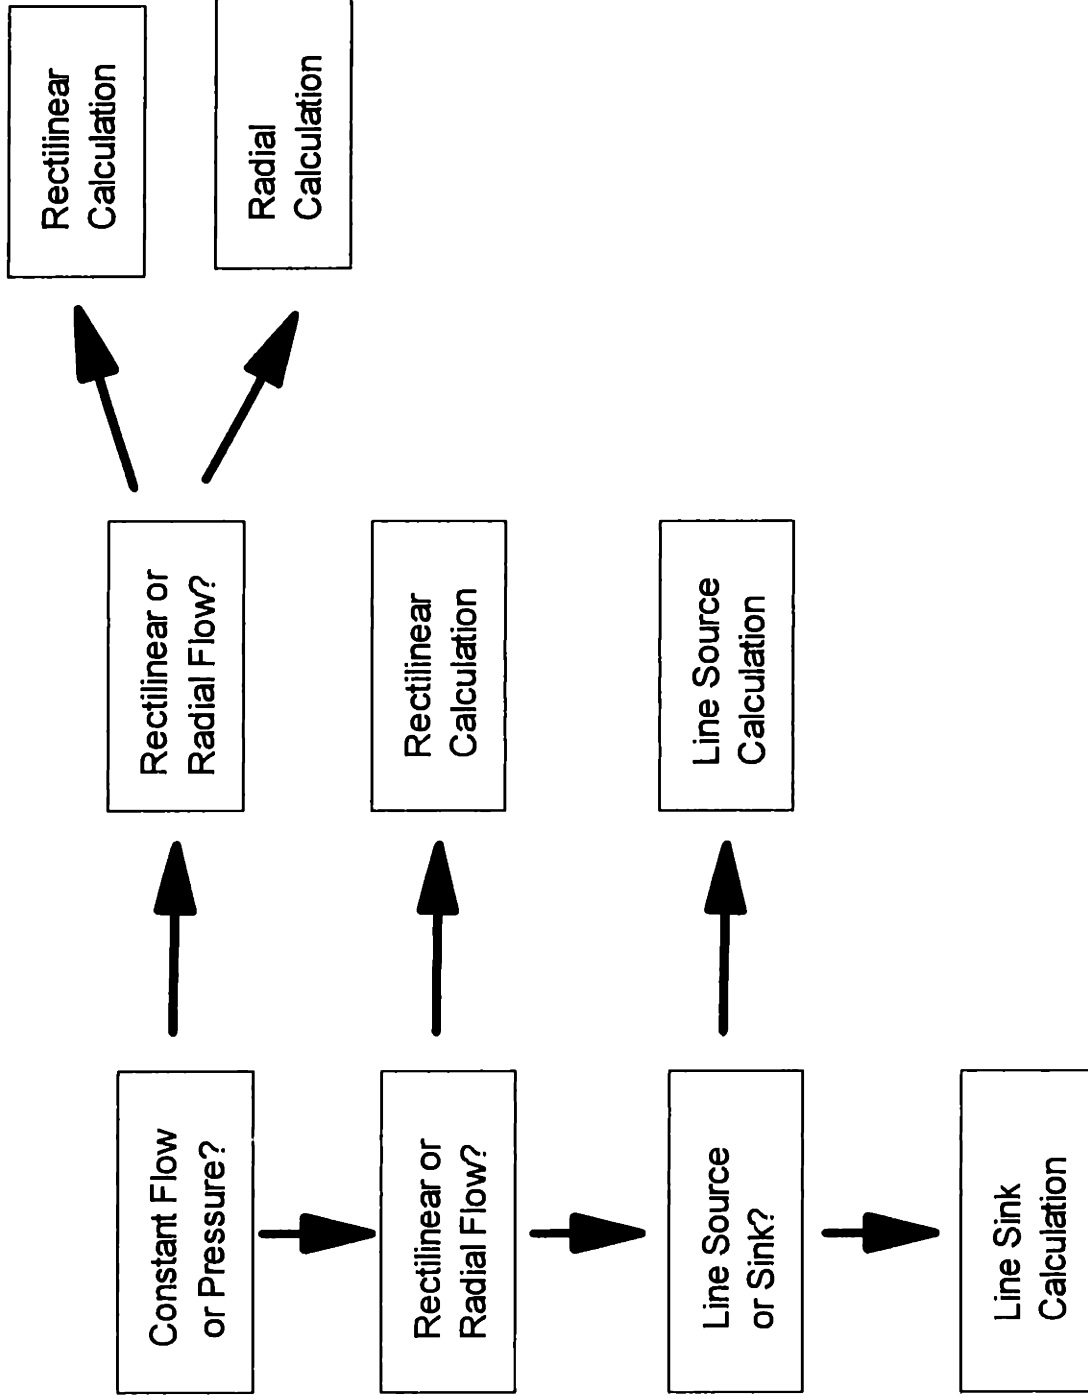 Constant Flow
or Pressure?
Rectilinear or
Radial Flow?
Rectilinear
Calculation
Radial
Calculation
Rectilinear or
Radial Flow?
Rectilinear
Calculation
Line Source
or Sink?
Line Source
Calculation
Line Sink
Calculation